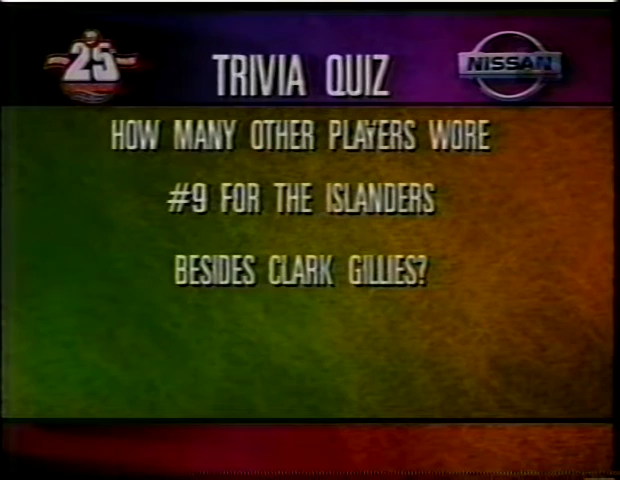 25
TRIVIA QUIZ
NISSAN
HOW MANY OTHER PLAYERS WORE
#9 FOR THE ISLANDERS
BESIDES CLARK GILLIES?